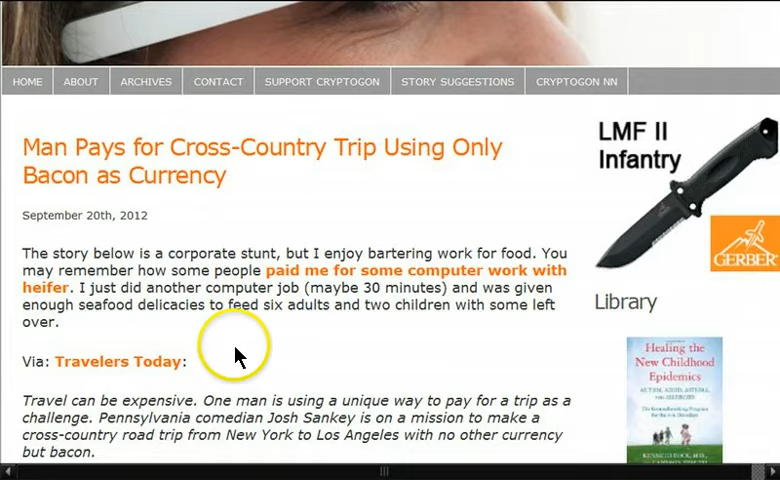 HOME ABOUT ARCHIVES CONTACT SUPPORT CRYPTOGON STORY SUGGESTIONS CRYPTOGON NN
Man Pays for Cross-Country Trip Using Only
Bacon as Currency
September 20th, 2012
The story below is a corporate stunt, but I enjoy bartering work for food. You
may remember how some people paid me for some computer work with
heifer. I just did another computer job (maybe 30 minutes) and was given
enough seafood delicacies to feed six adults and two children with some left
over.
Via: Travelers Today:
Travel can be expensive. One man is using a unique way to pay for a trip as a
challenge. Pennsylvania comedian Josh Sankey is on a mission to make a
cross-country road trip from New York to Los Angeles with no other currency
but bacon.
LMF II
Infantry
GERBER
Library
Healing the
New Childhood
Epidemics